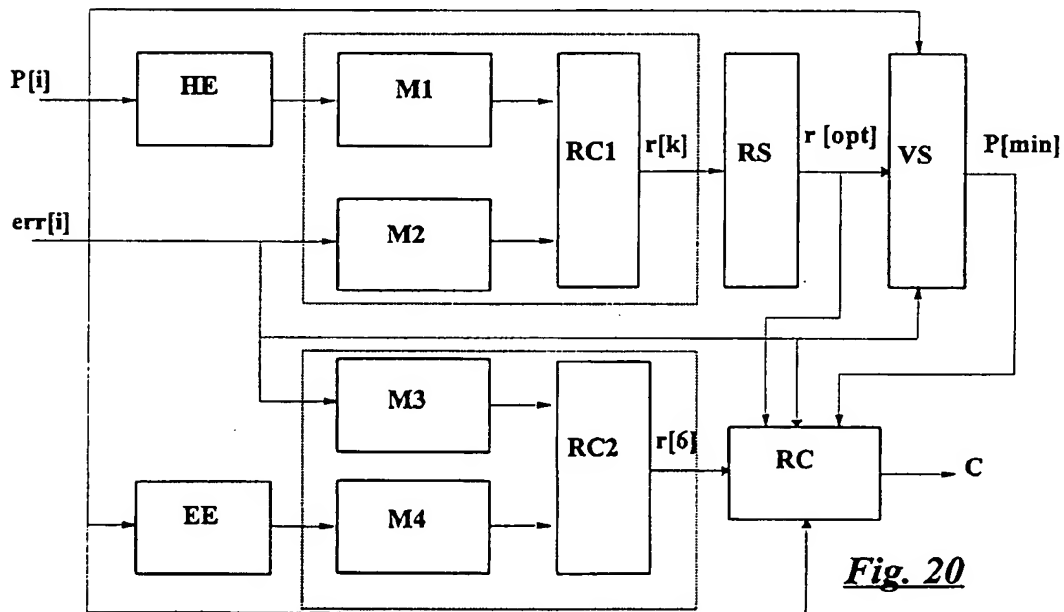 P[i]
HE
M1
RC1
r[k]
RS
r [opt]
VS
P[min]
err[i]
M2
M3
RC2
r[6]
RC
C
EE
M4
Fig. 20